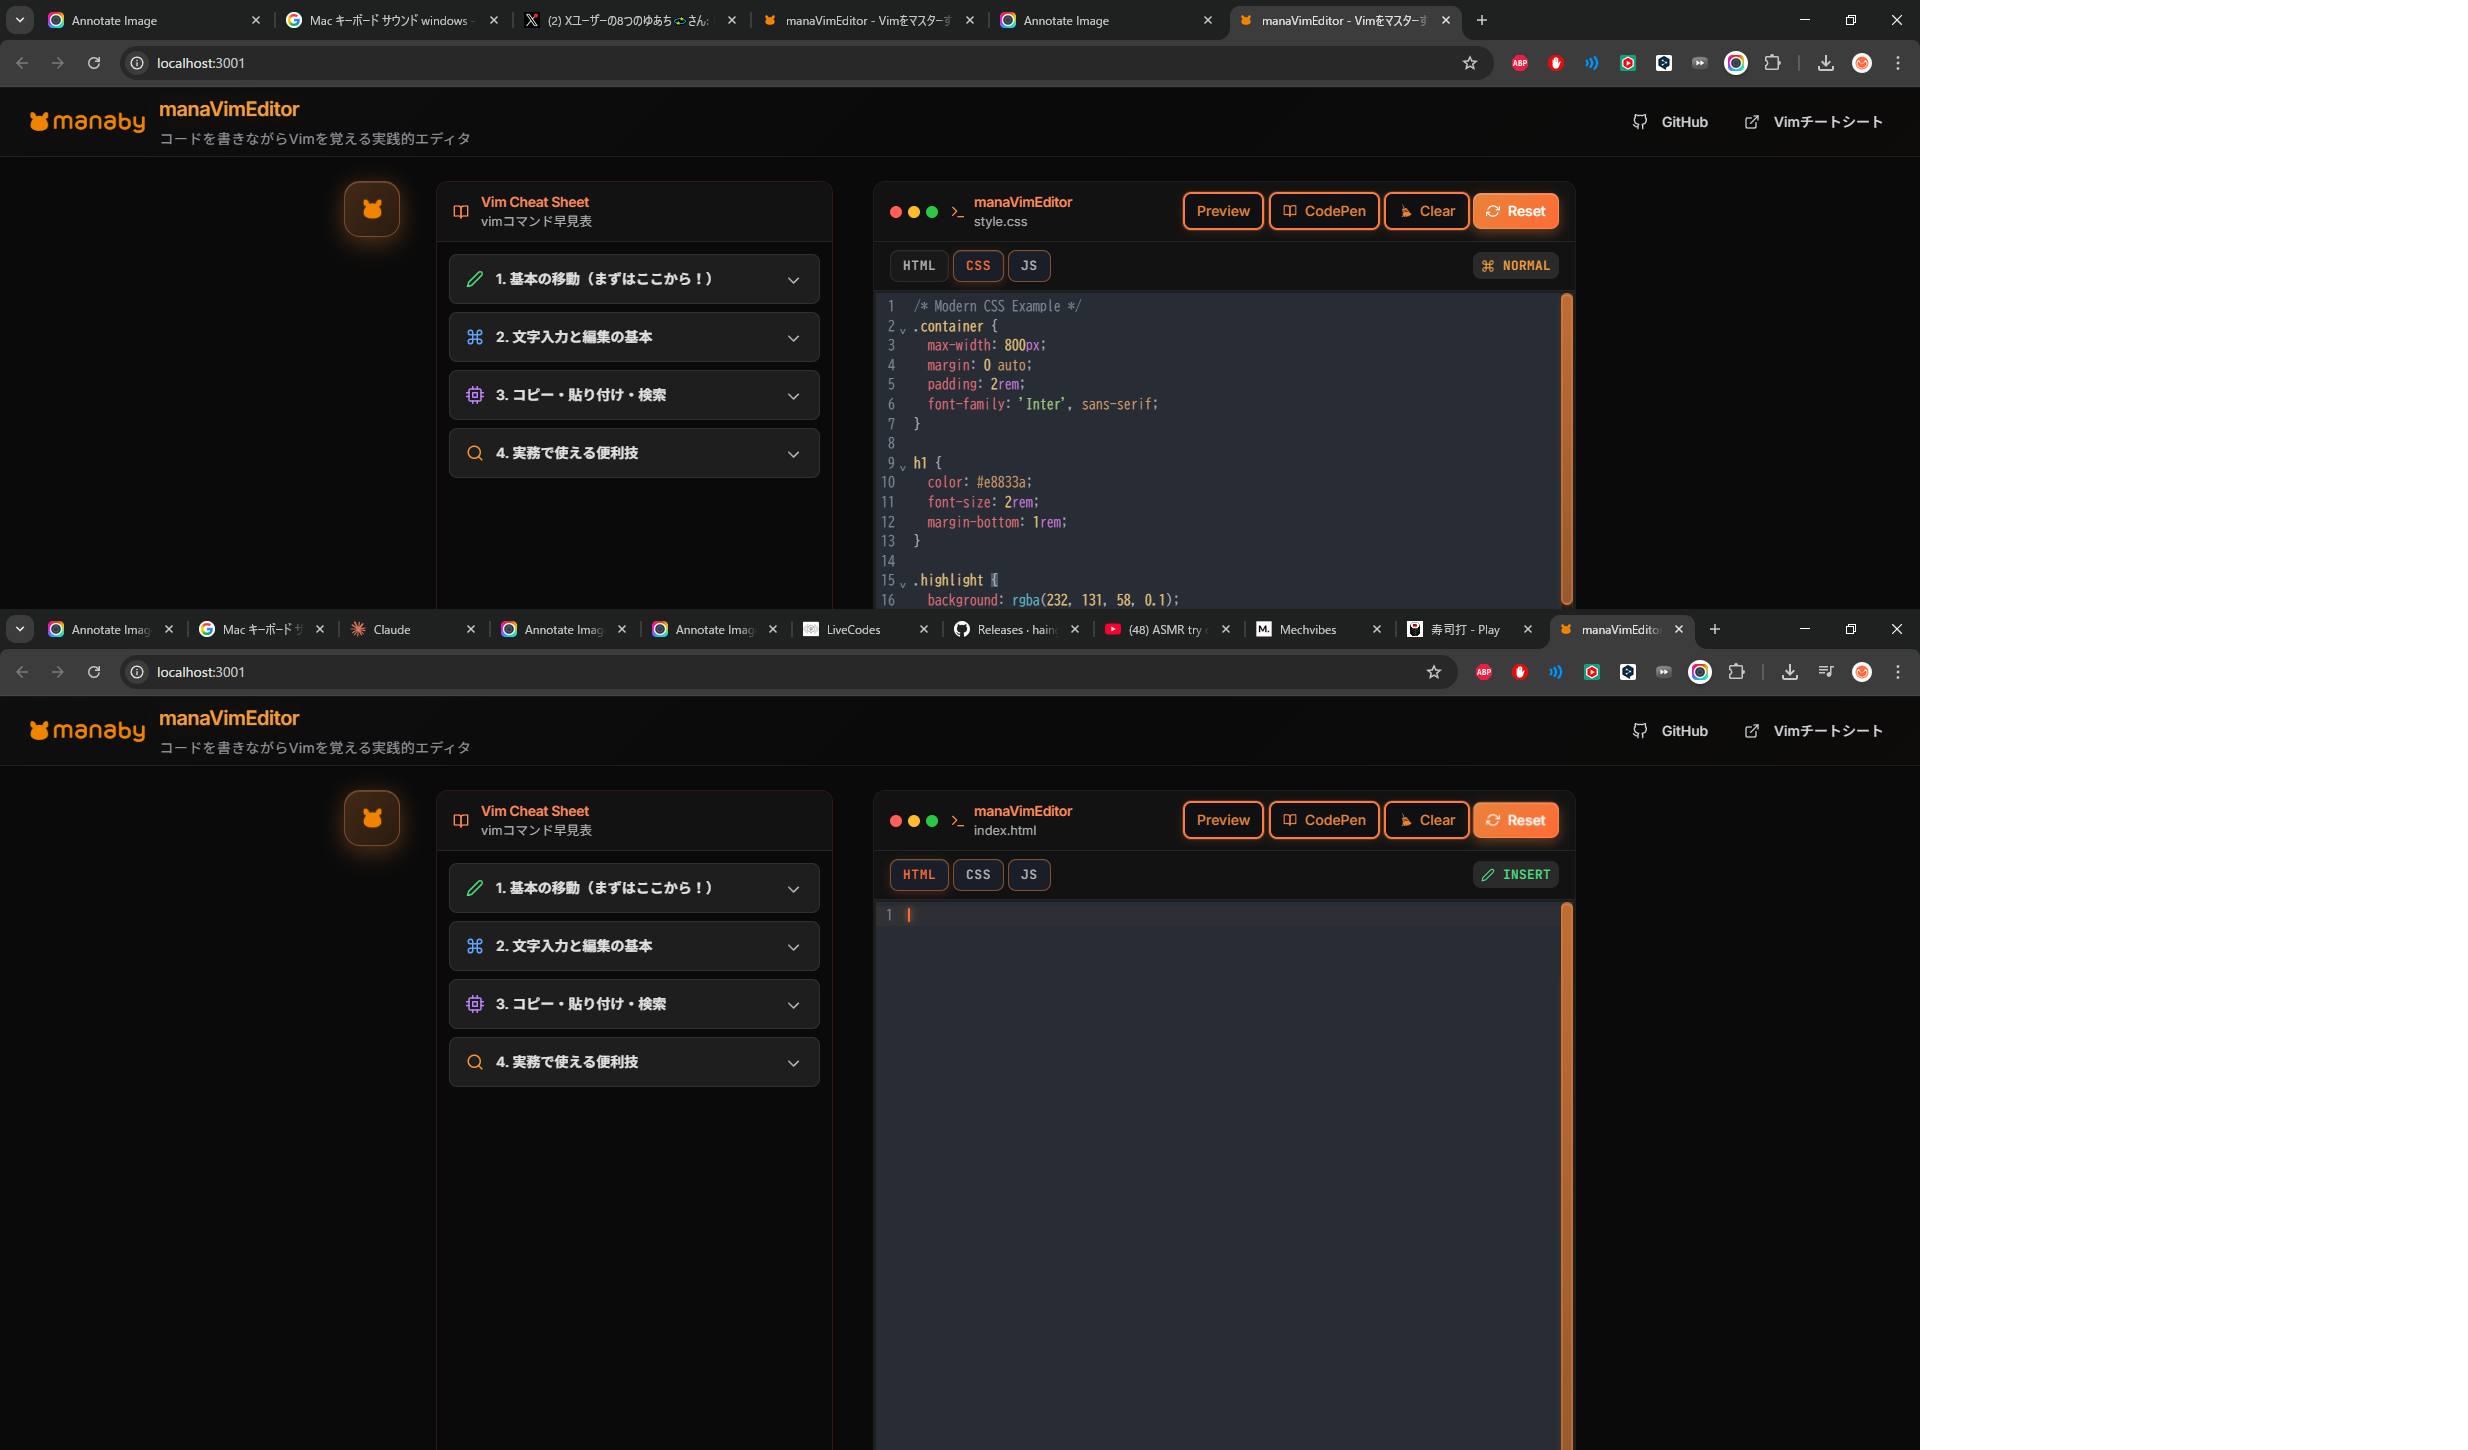 Annotate Image
Mac キーボード サウンド windows -
(2) Xユーザーの8つのゆあち
manaVimEditor - Vimをマスターす
Annotate Image
manaVimEditor - Vimをマスターす
localhost:3001
ABP
manaby
manaVimEditor
コードを書きながらVimを覚える実践的エディタ
GitHub
Vimチートシート
Vim Cheat Sheet
vimコマンド早見表
1. 基本の移動（まずはここから！）
2. 文字入力と編集の基本
3. コピー・貼り付け・検索
4. 実務で使える便利技
manaVimEditor
style.css
Preview
CodePen
Clear
Reset
HTML
CSS
JS
NORMAL
1 /* Modern CSS Example */
2 .container {
3 max-width: 800px;
4 margin: 0 auto;
5 padding: 2rem;
6 font-family: 'Inter', sans-serif;
7 }
8
9 h1 {
10 color: #e8833a;
11 font-size: 2rem;
12 margin-bottom: 1rem;
13 }
14
15 .highlight {
16 background: rgba(232, 131, 58, 0.1);
Annotate Imag
Mac キーボード サ
Claude
Annotate Imag
Annotate Imag
LiveCodes
Releases · hain
(48) ASMR try
M.
Mechvibes
寿司打 - Play
manaVimEdito
localhost:3001
ABP
manaby
manaVimEditor
コードを書きながらVimを覚える実践的エディタ
GitHub
Vimチートシート
Vim Cheat Sheet
vimコマンド早見表
1. 基本の移動（まずはここから！）
2. 文字入力と編集の基本
3. コピー・貼り付け・検索
4. 実務で使える便利技
manaVimEditor
index.html
Preview
CodePen
Clear
Reset
HTML
CSS
JS
INSERT
1